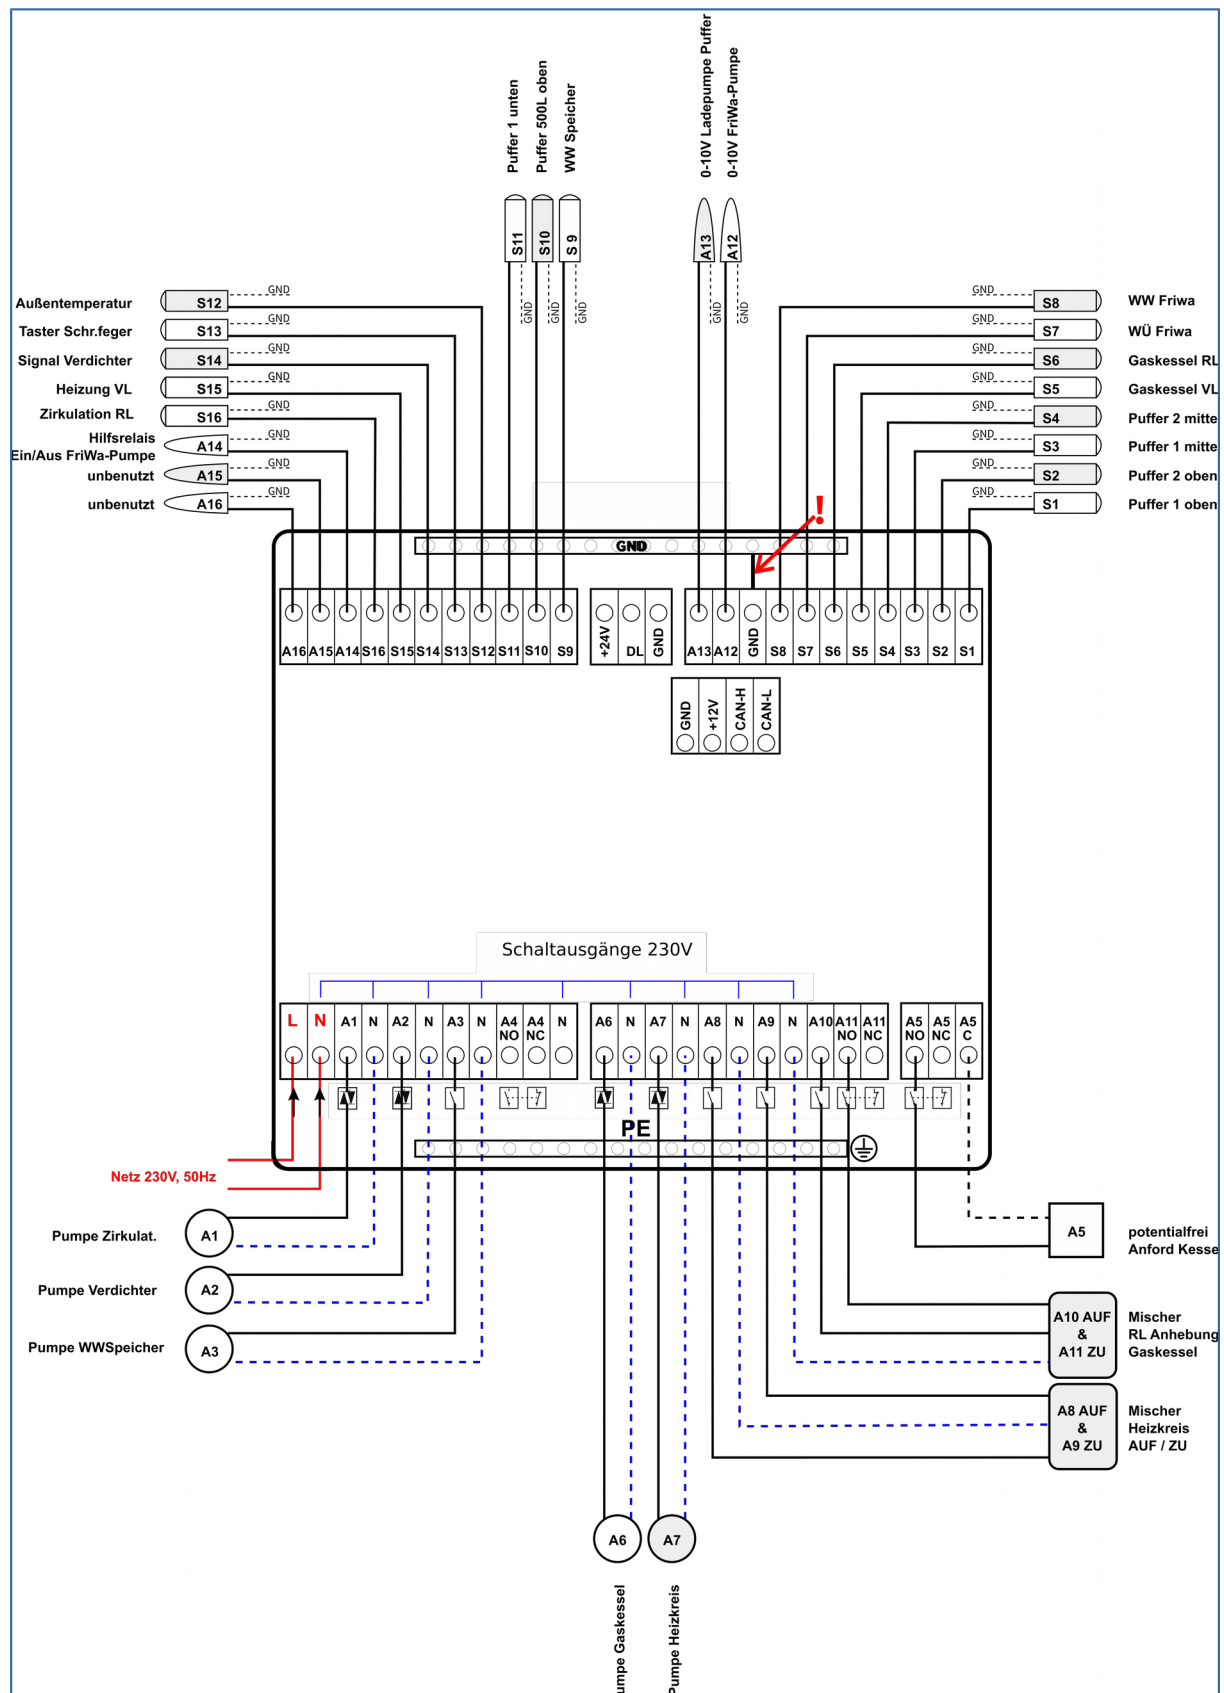 Puffer 1 unten
Puffer 500L oben
WW Speicher
0-10V Ladepumpe Puffer
0-10V FriWa-Pumpe
S11
S10
S 9
A13
A12
GND
GND
GND
GND
GND
Außentemperatur S12 GND
Taster Schr.feger S13 GND
Signal Verdichter S14 GND
Heizung VL S15 GND
Zirkulation RL S16 GND
Hilfsrelais
Ein/Aus FriWa-Pumpe A14 GND
unbenutzt A15 GND
unbenutzt A16 GND
GND S8 WW Friwa
GND S7 WÜ Friwa
GND S6 Gaskessel RL
GND S5 Gaskessel VL
GND S4 Puffer 2 mitte
GND S3 Puffer 1 mitte
GND S2 Puffer 2 oben
GND S1 Puffer 1 oben
!
GND
A16 A15 A14 S16 S15 S14 S13 S12 S11 S10 S9
+24V DL GND
A13 A12 GND S8 S7 S6 S5 S4 S3 S2 S1
GND +12V CAN-H CAN-L
Schaltausgänge 230V
L N A1 N A2 N A3 N A4 NO A4 NC N
A6 N A7 N A8 N A9 N A10 A11 NO A11 NC
A5 NO A5 NC A5 C
PE
Netz 230V, 50Hz
Pumpe Zirkulat. A1
Pumpe Verdichter A2
Pumpe WWSpeicher A3
A5
potentialfrei
Anford Kesse
A10 AUF
&
A11 ZU
Mischer
RL Anhebung
Gaskessel
A8 AUF
&
A9 ZU
Mischer
Heizkreis
AUF / ZU
A6
A7
umpe Gaskessel
Pumpe Heizkreis